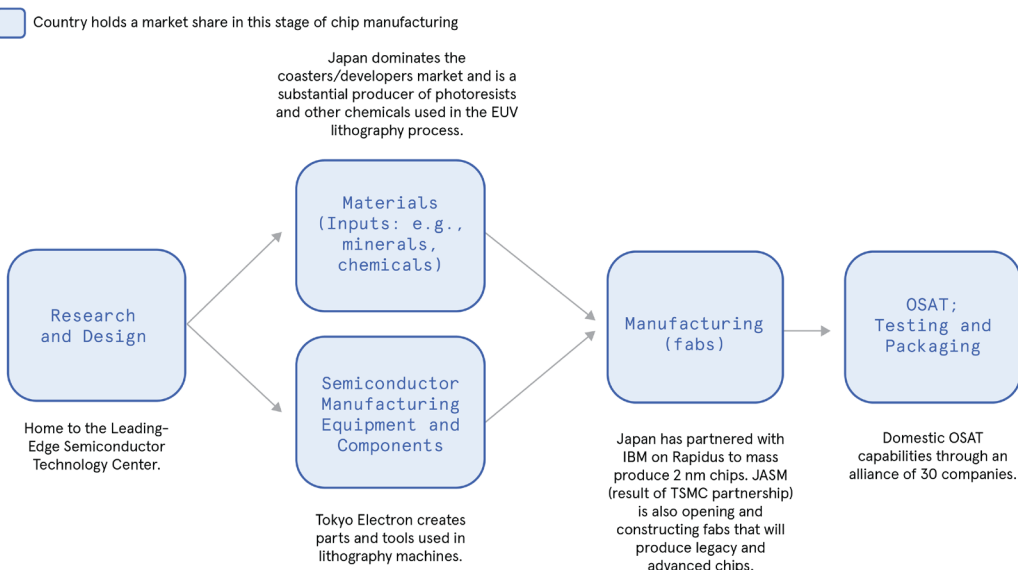 Country holds a market share in this stage of chip manufacturing
Japan dominates the
coasters/developers market and is a
substantial producer of photoresists
and other chemicals used in the EUV
lithography process.
Materials
(Inputs: e.g.,
minerals,
chemicals)
Research
and Design
Home to the Leading-
Edge Semiconductor
Technology Center.
Semiconductor
Manufacturing
Equipment and
Components
Tokyo Electron creates
parts and tools used in
lithography machines.
Manufacturing
(fabs)
Japan has partnered with
IBM on Rapidus to mass
produce 2 nm chips. JASM
(result of TSMC partnership)
is also opening and
constructing fabs that will
produce legacy and
advanced chips.
OSAT;
Testing and
Packaging
Domestic OSAT
capabilities through an
alliance of 30 companies.